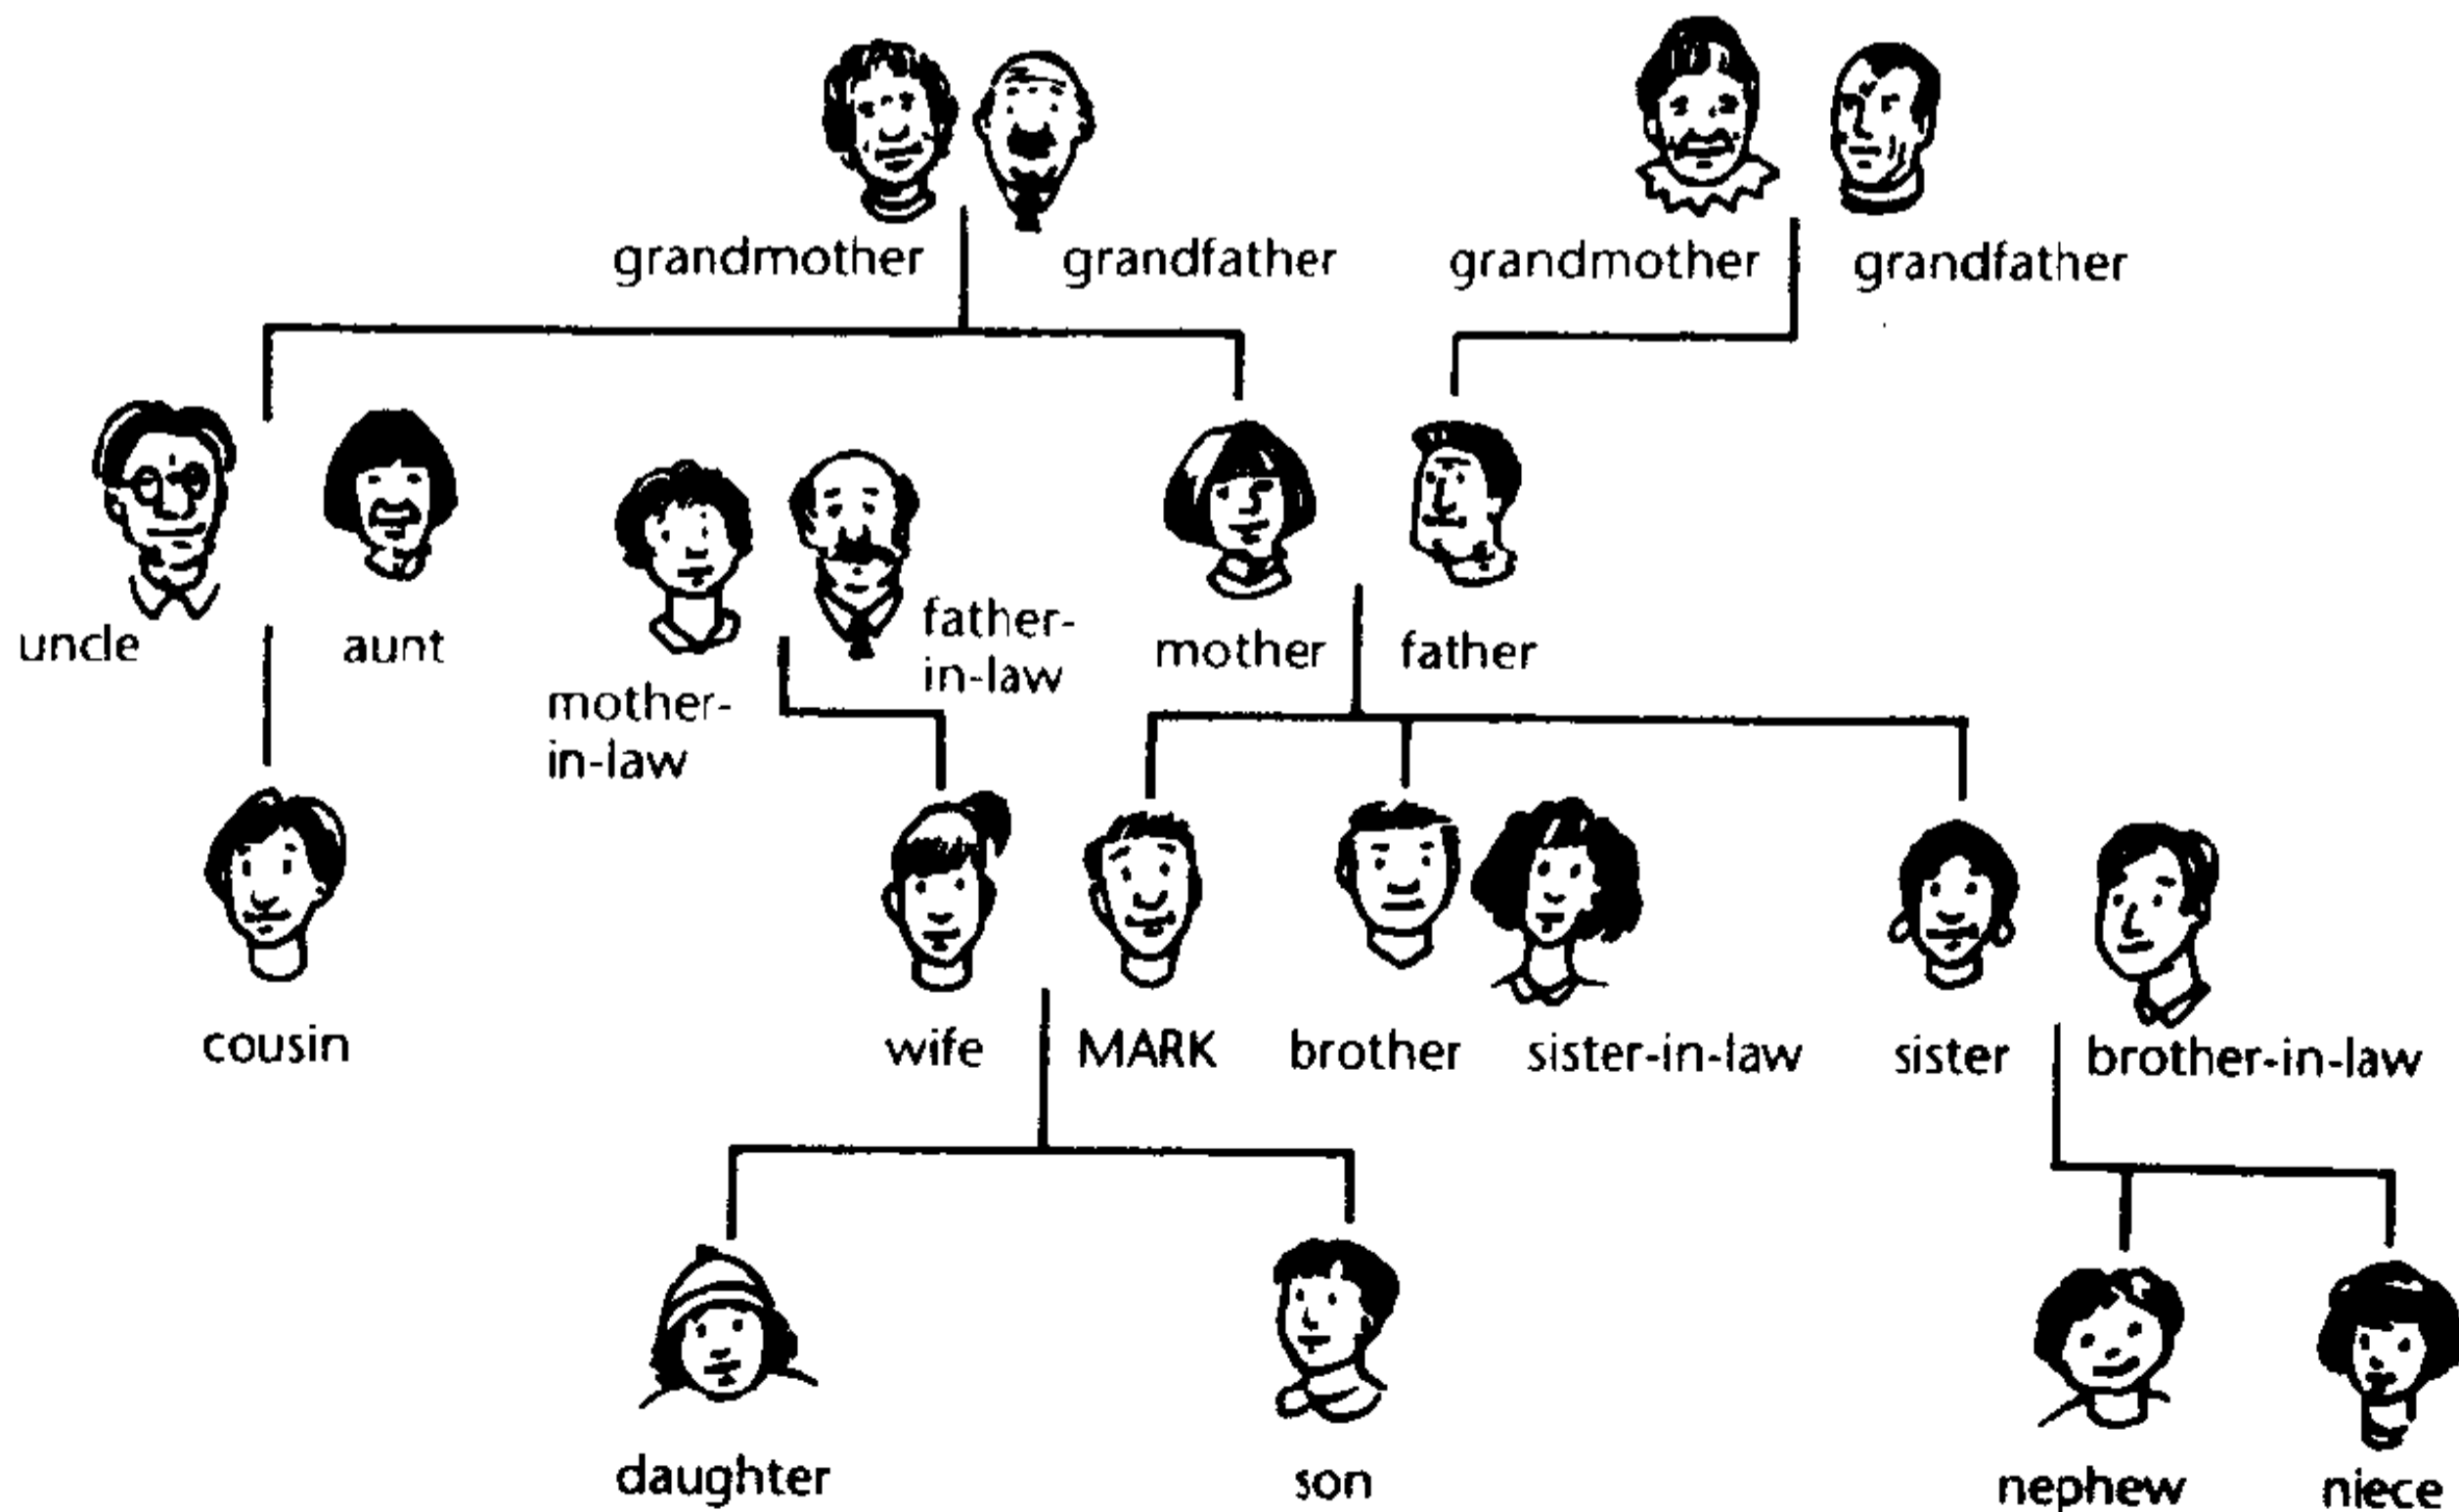 grandmother grandfather grandmother grandfather
uncle aunt mother-
in-law father-
in-law mother father
cousin wife MARK brother sister-in-law sister brother-in-law
daughter son nephew niece